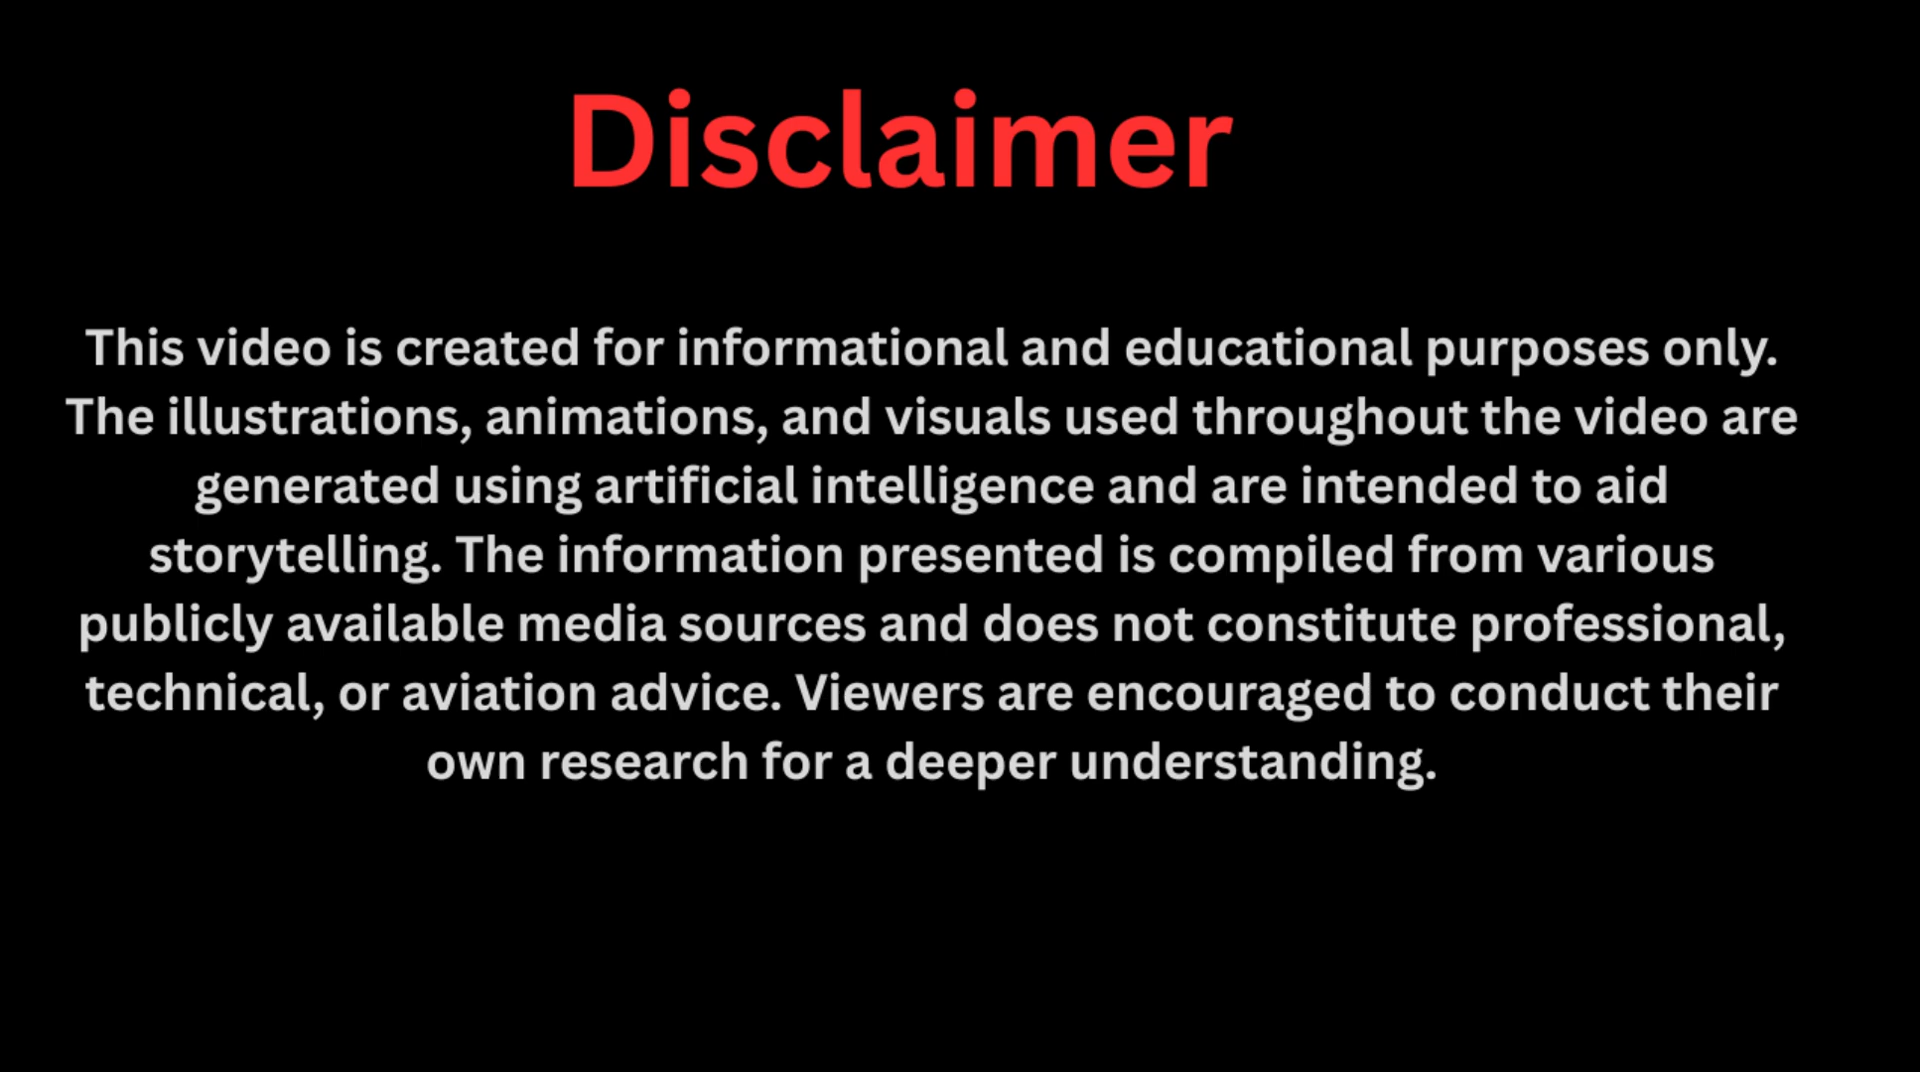 Disclaimer
This video is created for informational and educational purposes only.
The illustrations, animations, and visuals used throughout the video are
generated using artificial intelligence and are intended to aid
storytelling. The information presented is compiled from various
publicly available media sources and does not constitute professional,
technical, or aviation advice. Viewers are encouraged to conduct their
own research for a deeper understanding.